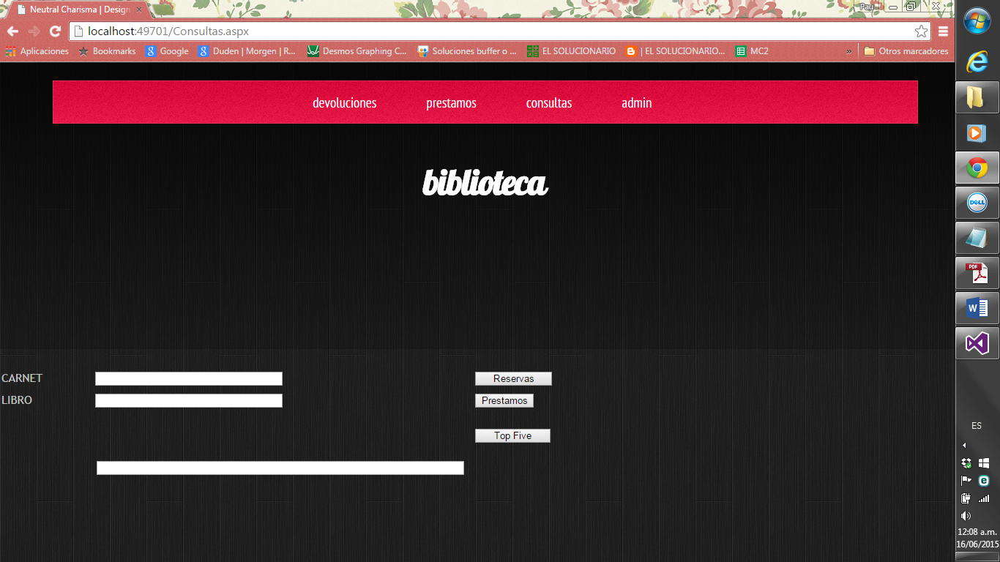 Neutral Charisma | Design
Pau
localhost:49701/Consultas.aspx
Aplicaciones Bookmarks Google Duden | Morgen | R... Desmos Graphing C... Soluciones buffer o ... EL SOLUCIONARIO | EL SOLUCIONARIO... MC2 » Otros marcadores
devoluciones prestamos consultas admin
biblioteca
CARNET Reservas
LIBRO Prestamos
Top Five
DELL
PDF
ES
12:08 a.m.
16/06/2015